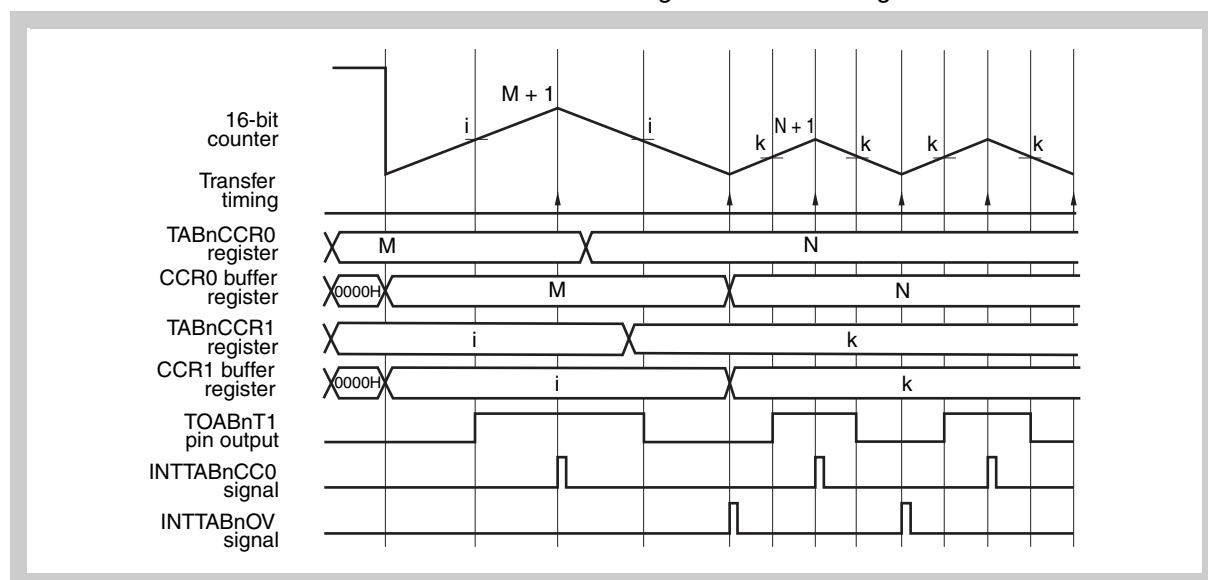 M + 1
16-bit
counter
i
i
N + 1
k
k
k
k
Transfer
timing
TABnCCR0
register
M
N
CCR0 buffer
register
0000H
M
N
TABnCCR1
register
i
k
CCR1 buffer
register
0000H
i
k
TOABnT1
pin output
INTTABnCC0
signal
INTTABnOV
signal